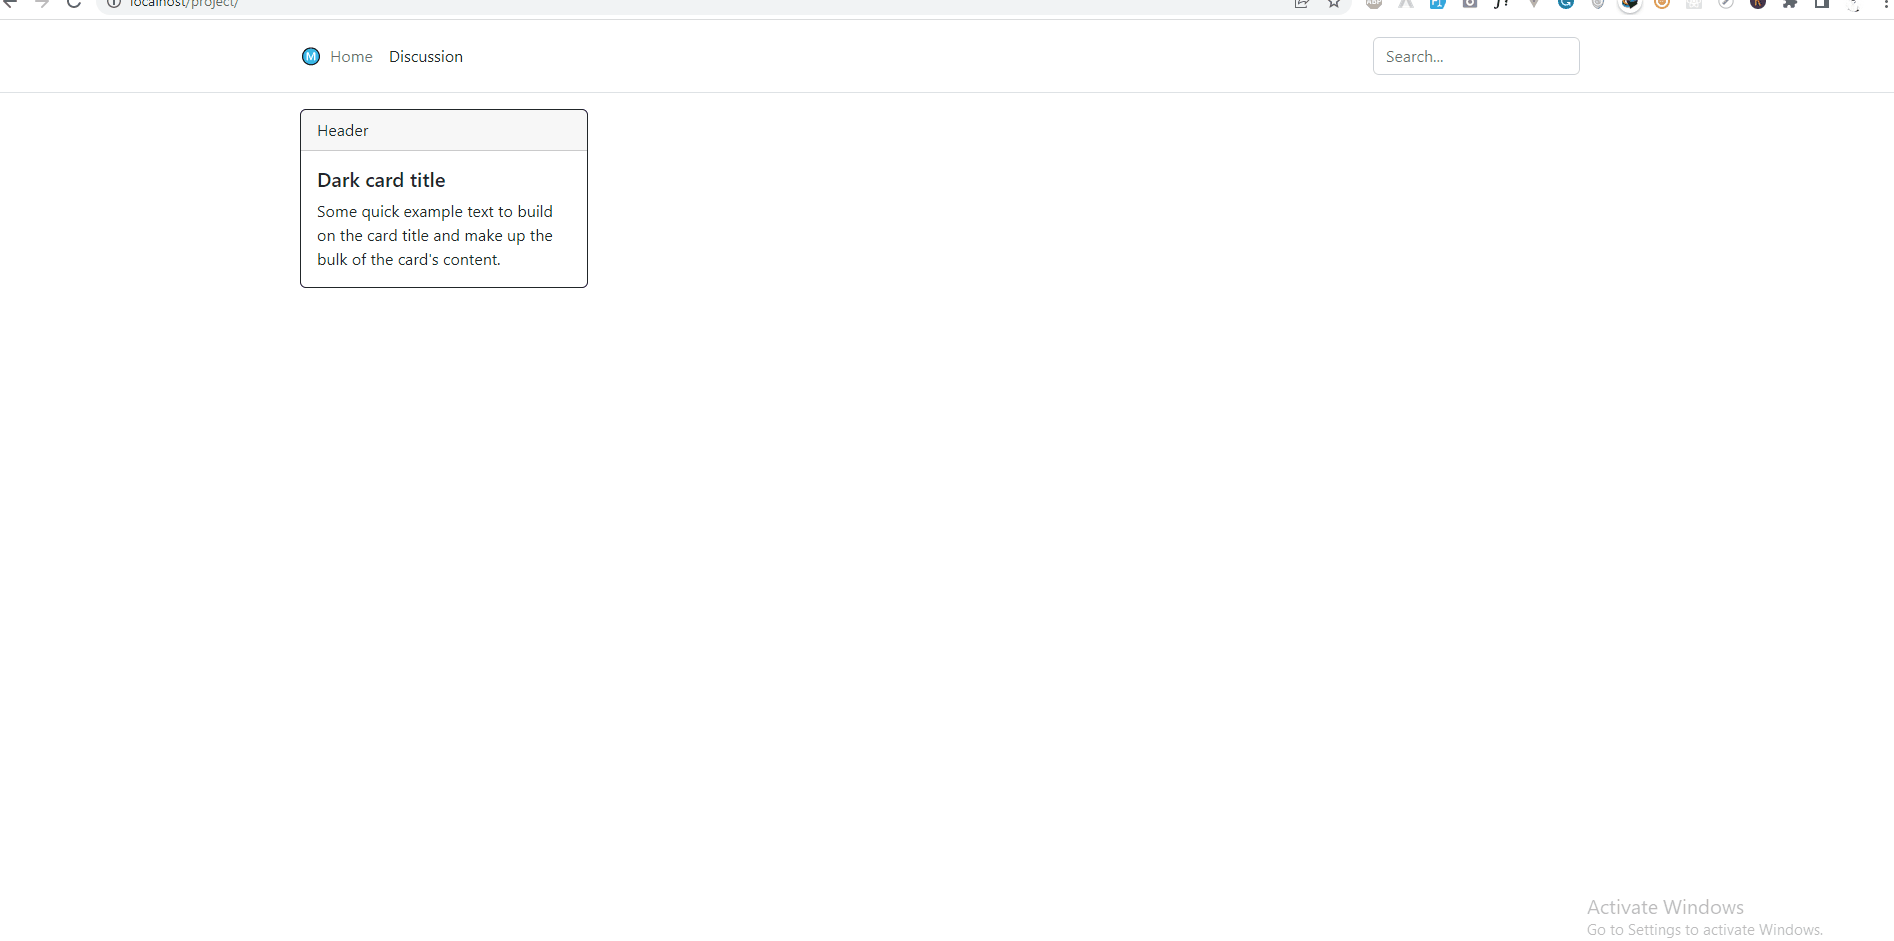 localhost/project/
M Home Discussion Search...
Header
Dark card title
Some quick example text to build
on the card title and make up the
bulk of the card's content.
Activate Windows
Go to Settings to activate Windows.